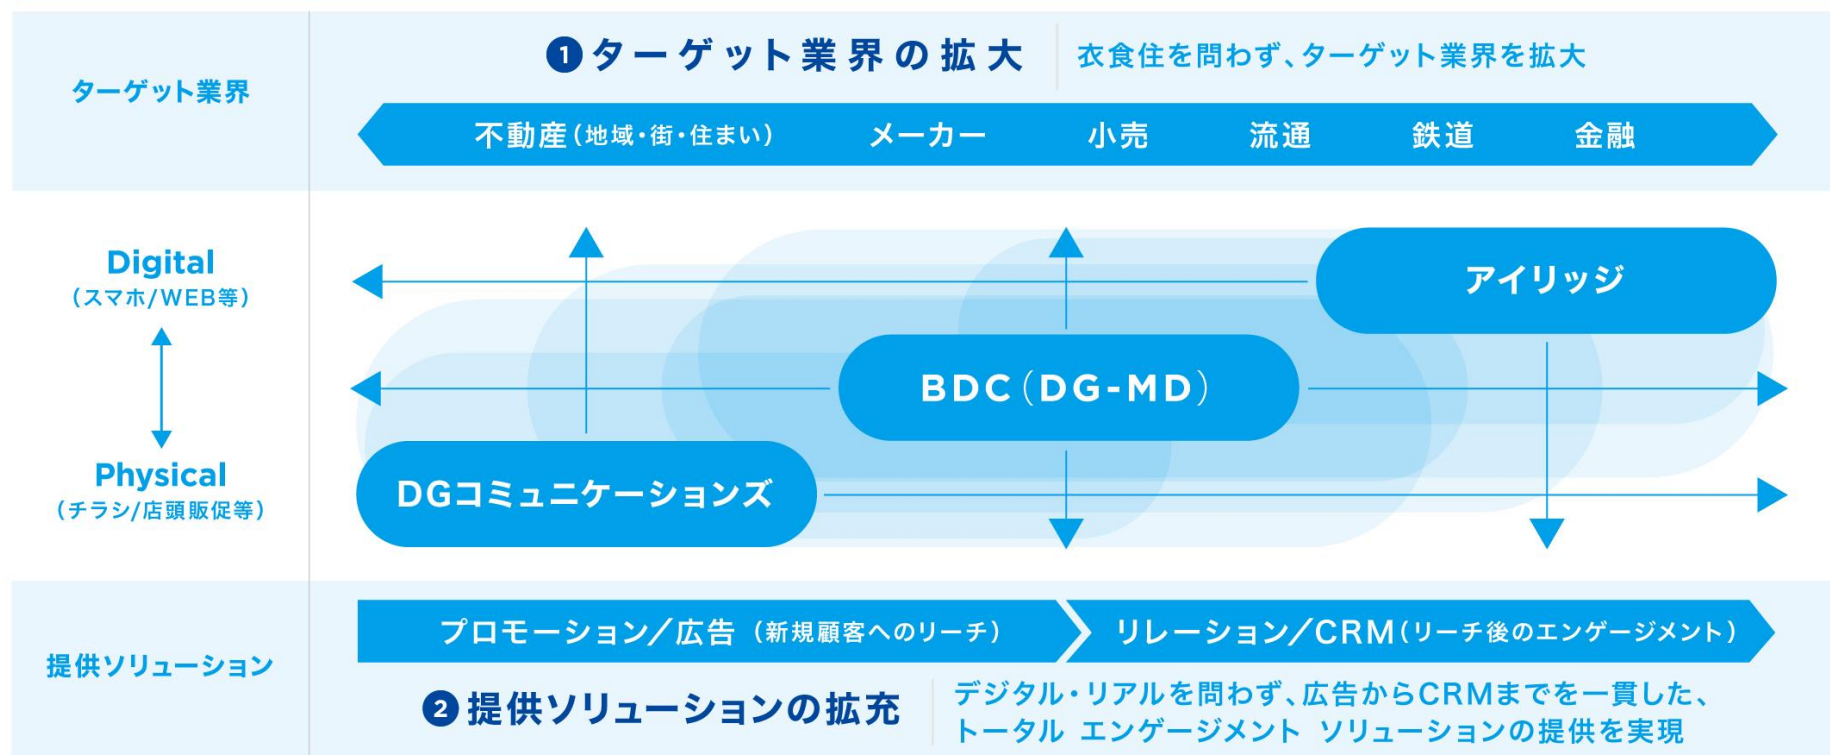 ターゲット業界
❶ターゲット業界の拡大
衣食住を問わず、ターゲット業界を拡大
不動産(地域・街・住まい) メーカー 小売 流通 鉄道 金融
Digital
(スマホ/WEB等)
Physical
(チラシ/店頭販促等)
アイリッジ
BDC(DG-MD)
DGコミュニケーションズ
提供ソリューション
プロモーション/広告(新規顧客へのリーチ)
リレーション/CRM(リーチ後のエンゲージメント)
❷提供ソリューションの拡充
デジタル・リアルを問わず、広告からCRMまでを一貫した、
トータル エンゲージメント ソリューションの提供を実現